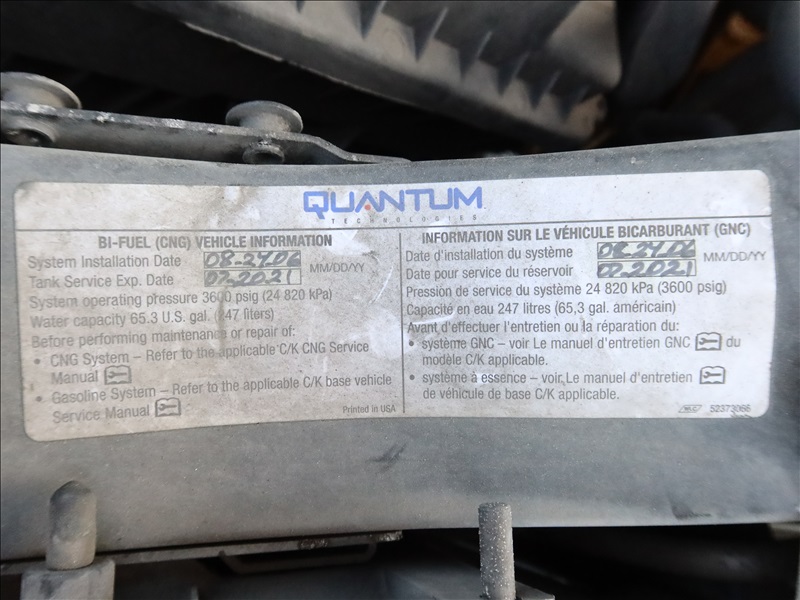 QUANTUM
TECHNOLOGIES
BI-FUEL (CNG) VEHICLE INFORMATION
System Installation Date 08-24-06
Tank Service Exp. Date 07-2021 MM/DD/YY
System operating pressure 3600 psig (24 820 kPa)
Water capacity 65.3 U.S. gal. (247 liters)
Before performing maintenance or repair of:
• CNG System – Refer to the applicable C/K CNG Service
Manual
• Gasoline System – Refer to the applicable C/K base vehicle
Service Manual
Printed in USA
INFORMATION SUR LE VÉHICULE BICARBURANT (GNC)
Date d'installation du système 08-24-06
Date pour service du réservoir 07-2021 MM/DD/YY
Pression de service du système 24 820 kPa (3600 psig)
Capacité en eau 247 litres (65,3 gal. américain)
Avant d'effectuer l'entretien ou la réparation du:
• système GNC – voir Le manuel d'entretien GNC du
modèle C/K applicable.
• système à essence – voir Le manuel d'entretien
de véhicule de base C/K applicable.
52373066